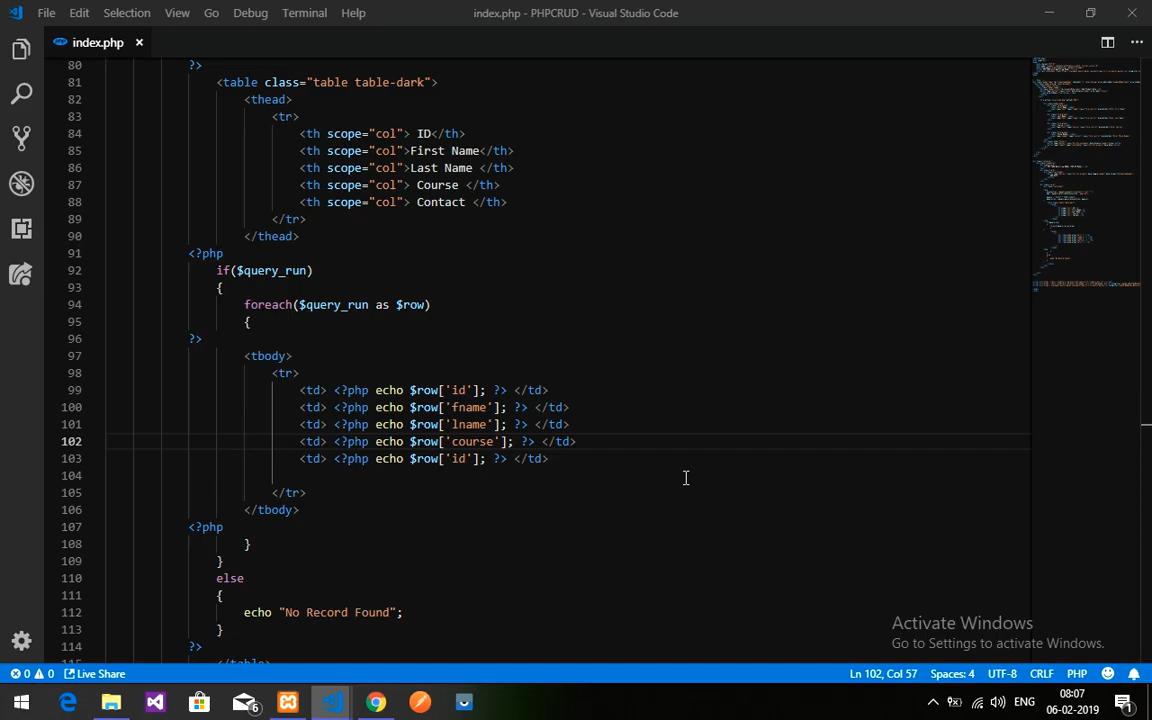 File Edit Selection View Go Debug Terminal Help index.php - PHPCRUD - Visual Studio Code
index.php
80 ?>
81 <table class="table table-dark">
82 <thead>
83 <tr>
84 <th scope="col"> ID</th>
85 <th scope="col">First Name</th>
86 <th scope="col">Last Name </th>
87 <th scope="col"> Course </th>
88 <th scope="col"> Contact </th>
89 </tr>
90 </thead>
91 <?php
92 if($query_run)
93 {
94 foreach($query_run as $row)
95 {
96 ?>
97 <tbody>
98 <tr>
99 <td> <?php echo $row['id']; ?> </td>
100 <td> <?php echo $row['fname']; ?> </td>
101 <td> <?php echo $row['lname']; ?> </td>
102 <td> <?php echo $row['course']; ?> </td>
103 <td> <?php echo $row['id']; ?> </td>
104
105 </tr>
106 </tbody>
107 <?php
108 }
109 }
110 else
111 {
112 echo "No Record Found";
113 }
114 ?>
115 </table>
Activate Windows
Go to Settings to activate Windows.
0 0 Live Share Ln 102, Col 57 Spaces: 4 UTF-8 CRLF PHP
6 ENG 08:07 1
06-02-2019